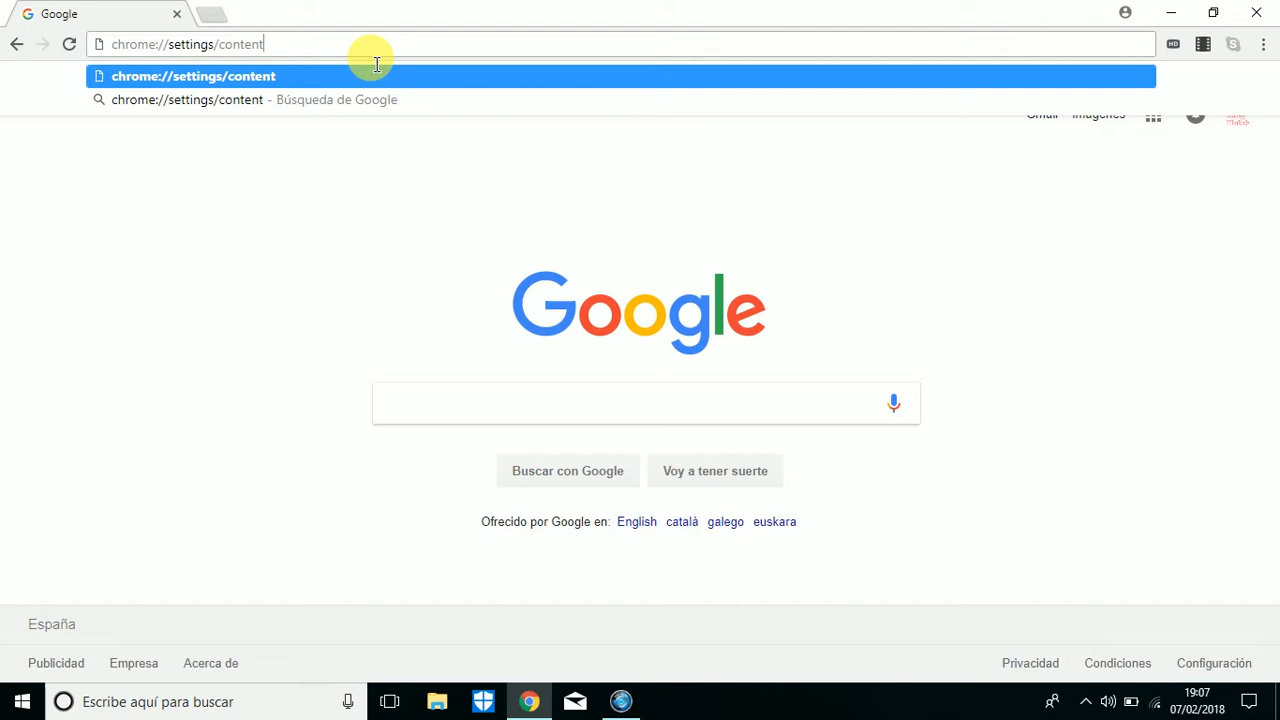 Google
chrome://settings/content
chrome://settings/content
chrome://settings/content - Búsqueda de Google
Gmail Imágenes
Google
Buscar con Google Voy a tener suerte
Ofrecido por Google en: English català galego euskara
España
Publicidad Empresa Acerca de Privacidad Condiciones Configuración
Escribe aquí para buscar
19:07
07/02/2018
HD